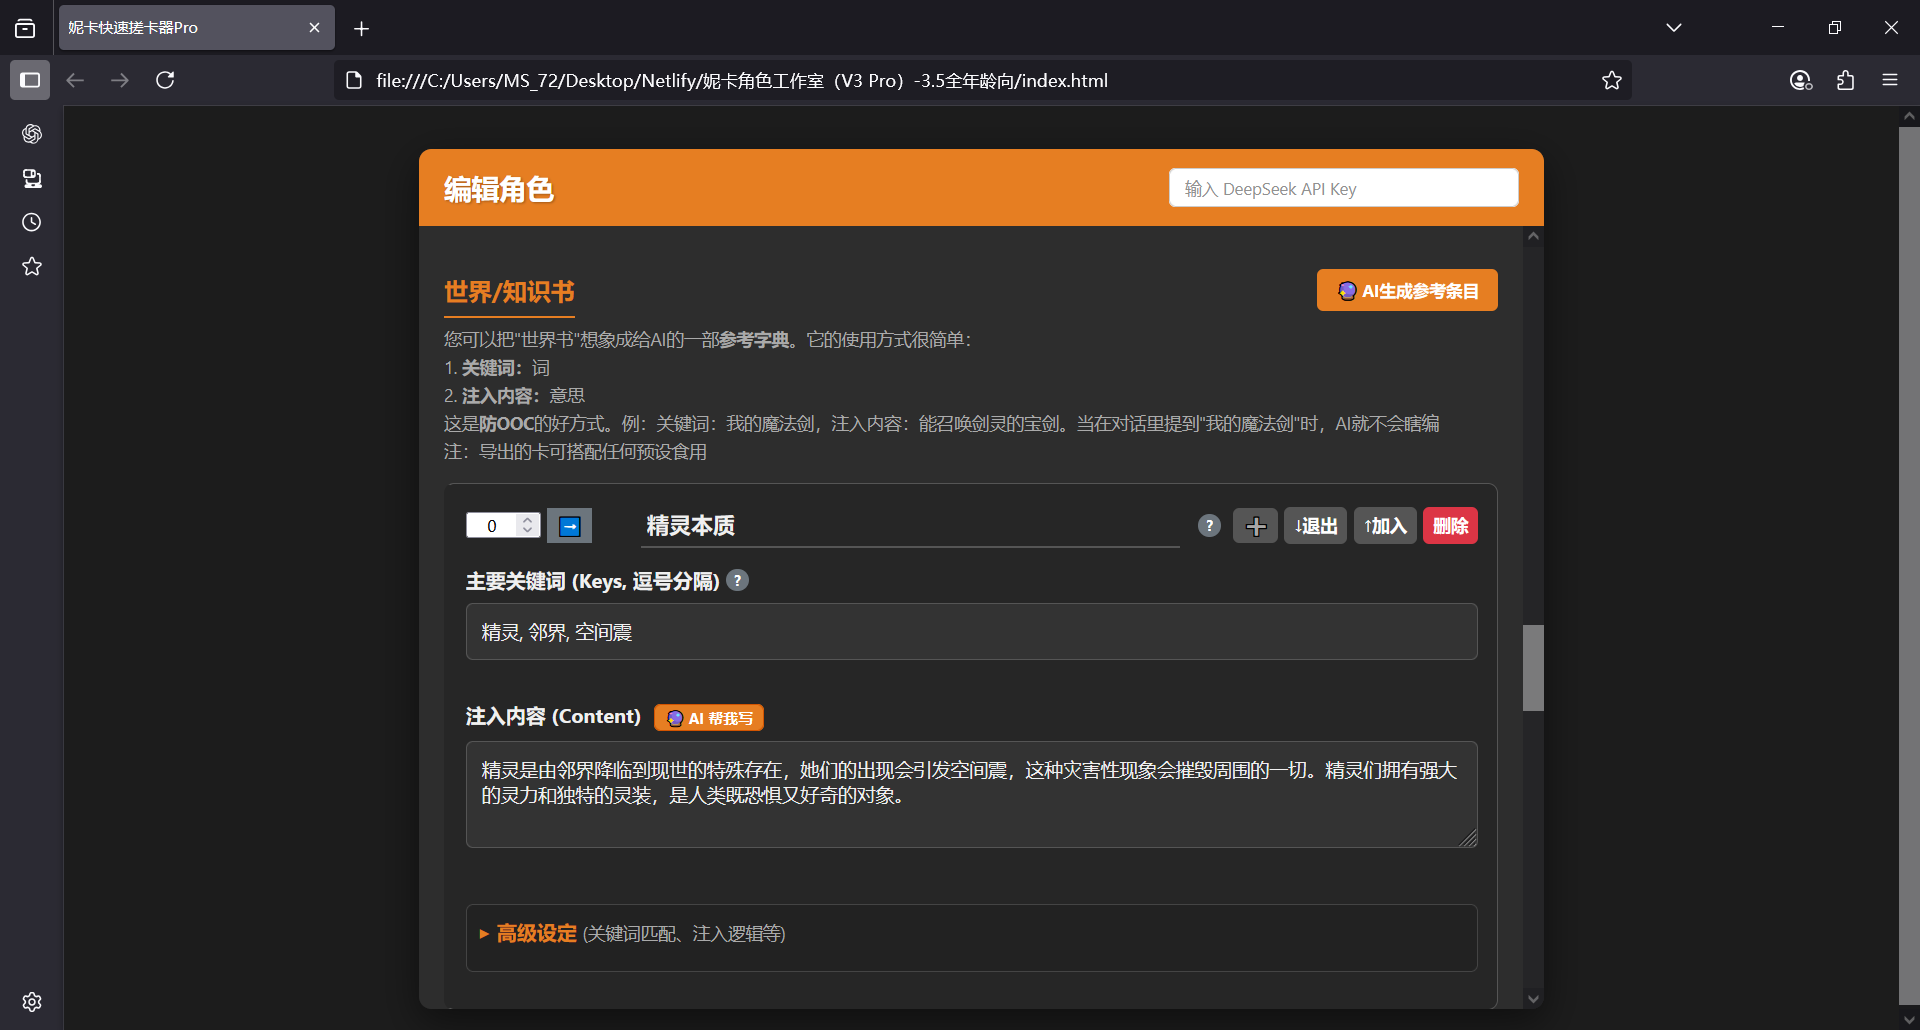 妮卡快速搓卡器Pro
file:///C:/Users/MS_72/Desktop/Netlify/妮卡角色工作室（V3 Pro）-3.5全年龄向/index.html
编辑角色
输入 DeepSeek API Key
世界/知识书
AI生成参考条目
您可以把"世界书"想象成给AI的一部参考字典。它的使用方式很简单：
1. 关键词：词
2. 注入内容：意思
这是防OOC的好方式。例：关键词：我的魔法剑，注入内容：能召唤剑灵的宝剑。当在对话里提到"我的魔法剑"时，AI就不会瞎编
注：导出的卡可搭配任何预设食用
0
精灵本质
?
↓退出
↑加入
删除
主要关键词 (Keys, 逗号分隔) ?
精灵, 邻界, 空间震
注入内容 (Content)
AI 帮我写
精灵是由邻界降临到现世的特殊存在，她们的出现会引发空间震，这种灾害性现象会摧毁周围的一切。精灵们拥有强大
的灵力和独特的灵装，是人类既恐惧又好奇的对象。
高级设定 (关键词匹配、注入逻辑等)